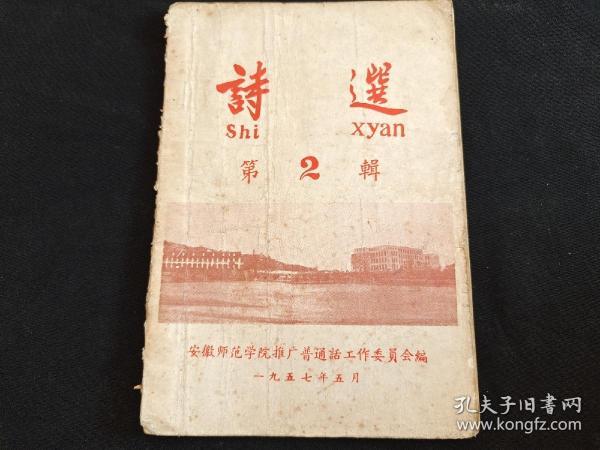 詩 選
shi xyan
第 2 輯
安徽师范学院推广普通話工作委員会編
一九五七年五月
孔夫子旧書网
www.kongfz.com